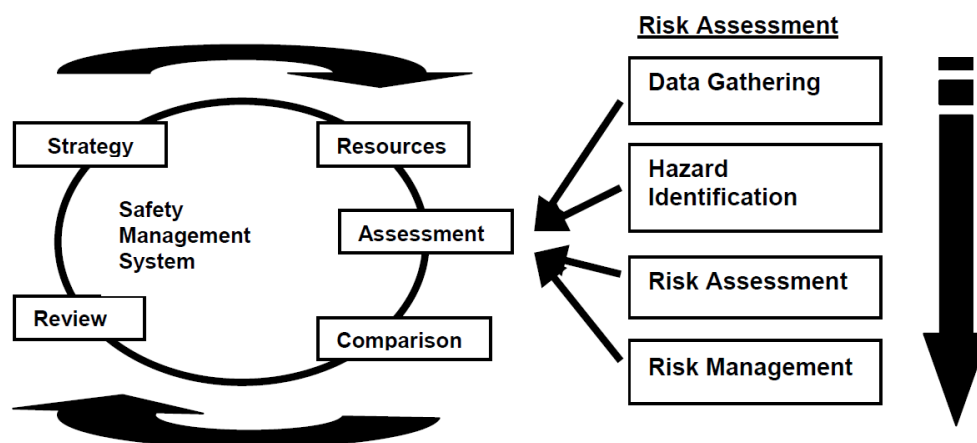 Risk Assessment
Data Gathering
Strategy
Resources
Hazard
Identification
Safety
Management
System
Assessment
Risk Assessment
Review
Comparison
Risk Management